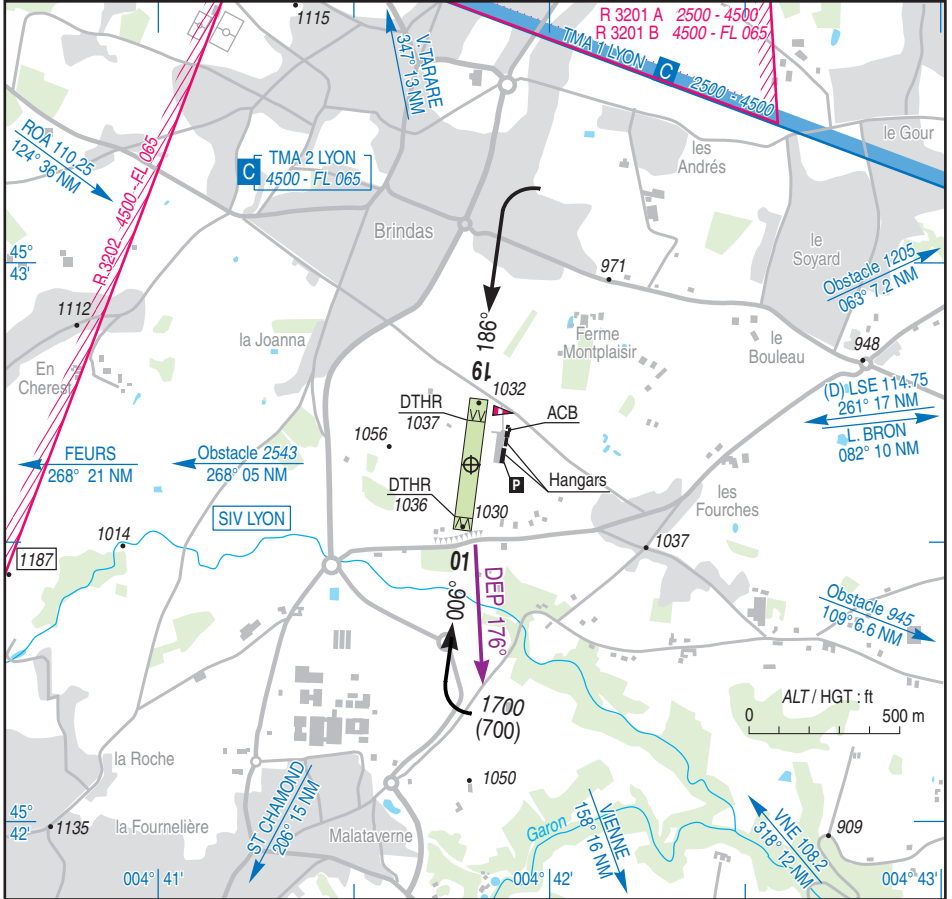 1115
R 3201 A 2500 - 4500
R 3201 B 4500 - FL 065
V.TARARE
347° 13 NM
TMA 1 LYON C 2500 - 4500
ROA 110.25
124° 36 NM
R 3202 4500 - FL 065
C TMA 2 LYON
4500 - FL 065
les
Andrés
le Gour
Brindas
45°
43'
le
Soyard
971
Obstacle 1205
063° 7.2 NM
1112
la Joanna
186°
Ferme
Montplaisir
le
Bouleau
948
En
Cherest
19
1032
DTHR
1037
ACB
(D) LSE 114.75
261° 17 NM
L. BRON
082° 10 NM
1056
FEURS
268° 21 NM
Obstacle 2543
268° 05 NM
DTHR
1036
P
Hangars
1030
les
Fourches
SIV LYON
1014
1187
01
1037
006°
DEP 176°
Obstacle 945
109° 6.6 NM
1700
(700)
ALT / HGT : ft
0 500 m
la Roche
1050
ST CHAMOND
206° 15 NM
45°
42'
1135
la Fournelière
Malataverne
Garon
VIENNE
158° 16 NM
VNE 108.2
318° 12 NM
909
004° 41'
004° 42'
004° 43'